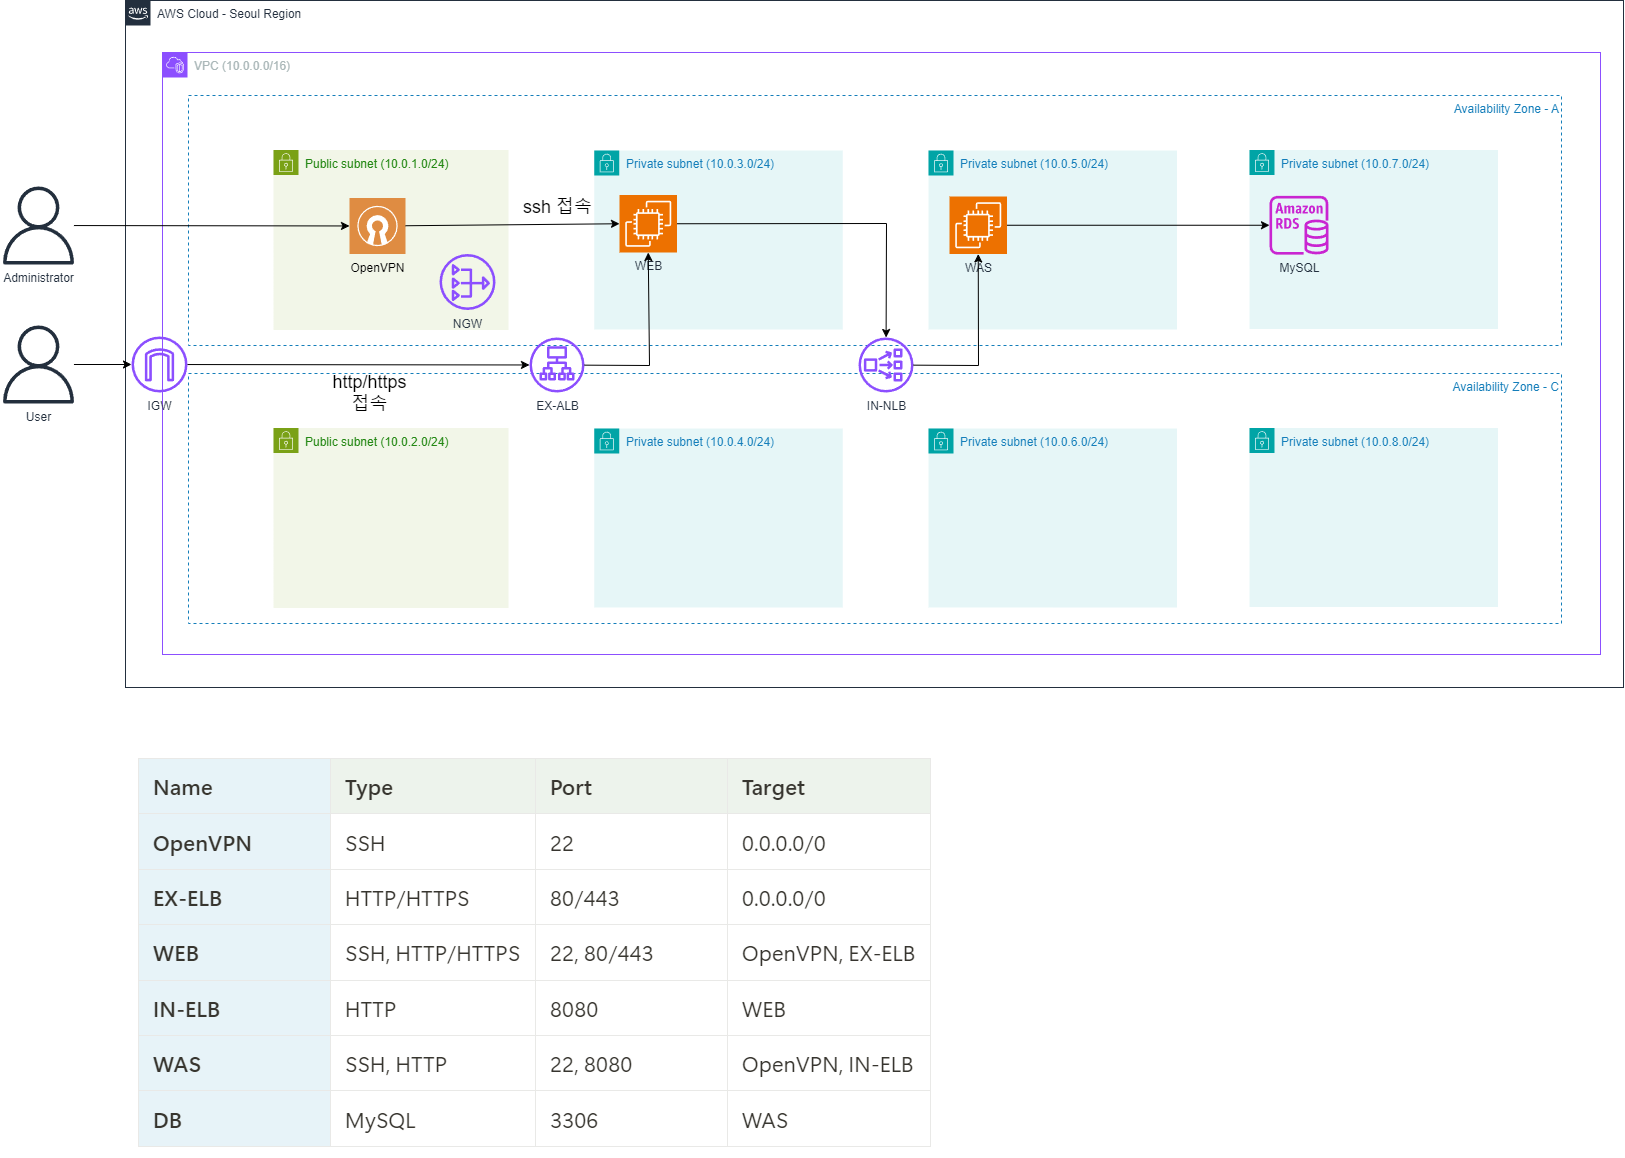 aws
AWS Cloud - Seoul Region
VPC (10.0.0.0/16)
Availability Zone - A
Public subnet (10.0.1.0/24)
Private subnet (10.0.3.0/24)
Private subnet (10.0.5.0/24)
Private subnet (10.0.7.0/24)
ssh 접속
Amazon
RDS
OpenVPN
WEB
WAS
MySQL
Administrator
NGW
http/https
접속
Availability Zone - C
IGW
EX-ALB
IN-NLB
User
Public subnet (10.0.2.0/24)
Private subnet (10.0.4.0/24)
Private subnet (10.0.6.0/24)
Private subnet (10.0.8.0/24)
Name Type Port Target
OpenVPN SSH 22 0.0.0.0/0
EX-ELB HTTP/HTTPS 80/443 0.0.0.0/0
WEB SSH, HTTP/HTTPS 22, 80/443 OpenVPN, EX-ELB
IN-ELB HTTP 8080 WEB
WAS SSH, HTTP 22, 8080 OpenVPN, IN-ELB
DB MySQL 3306 WAS